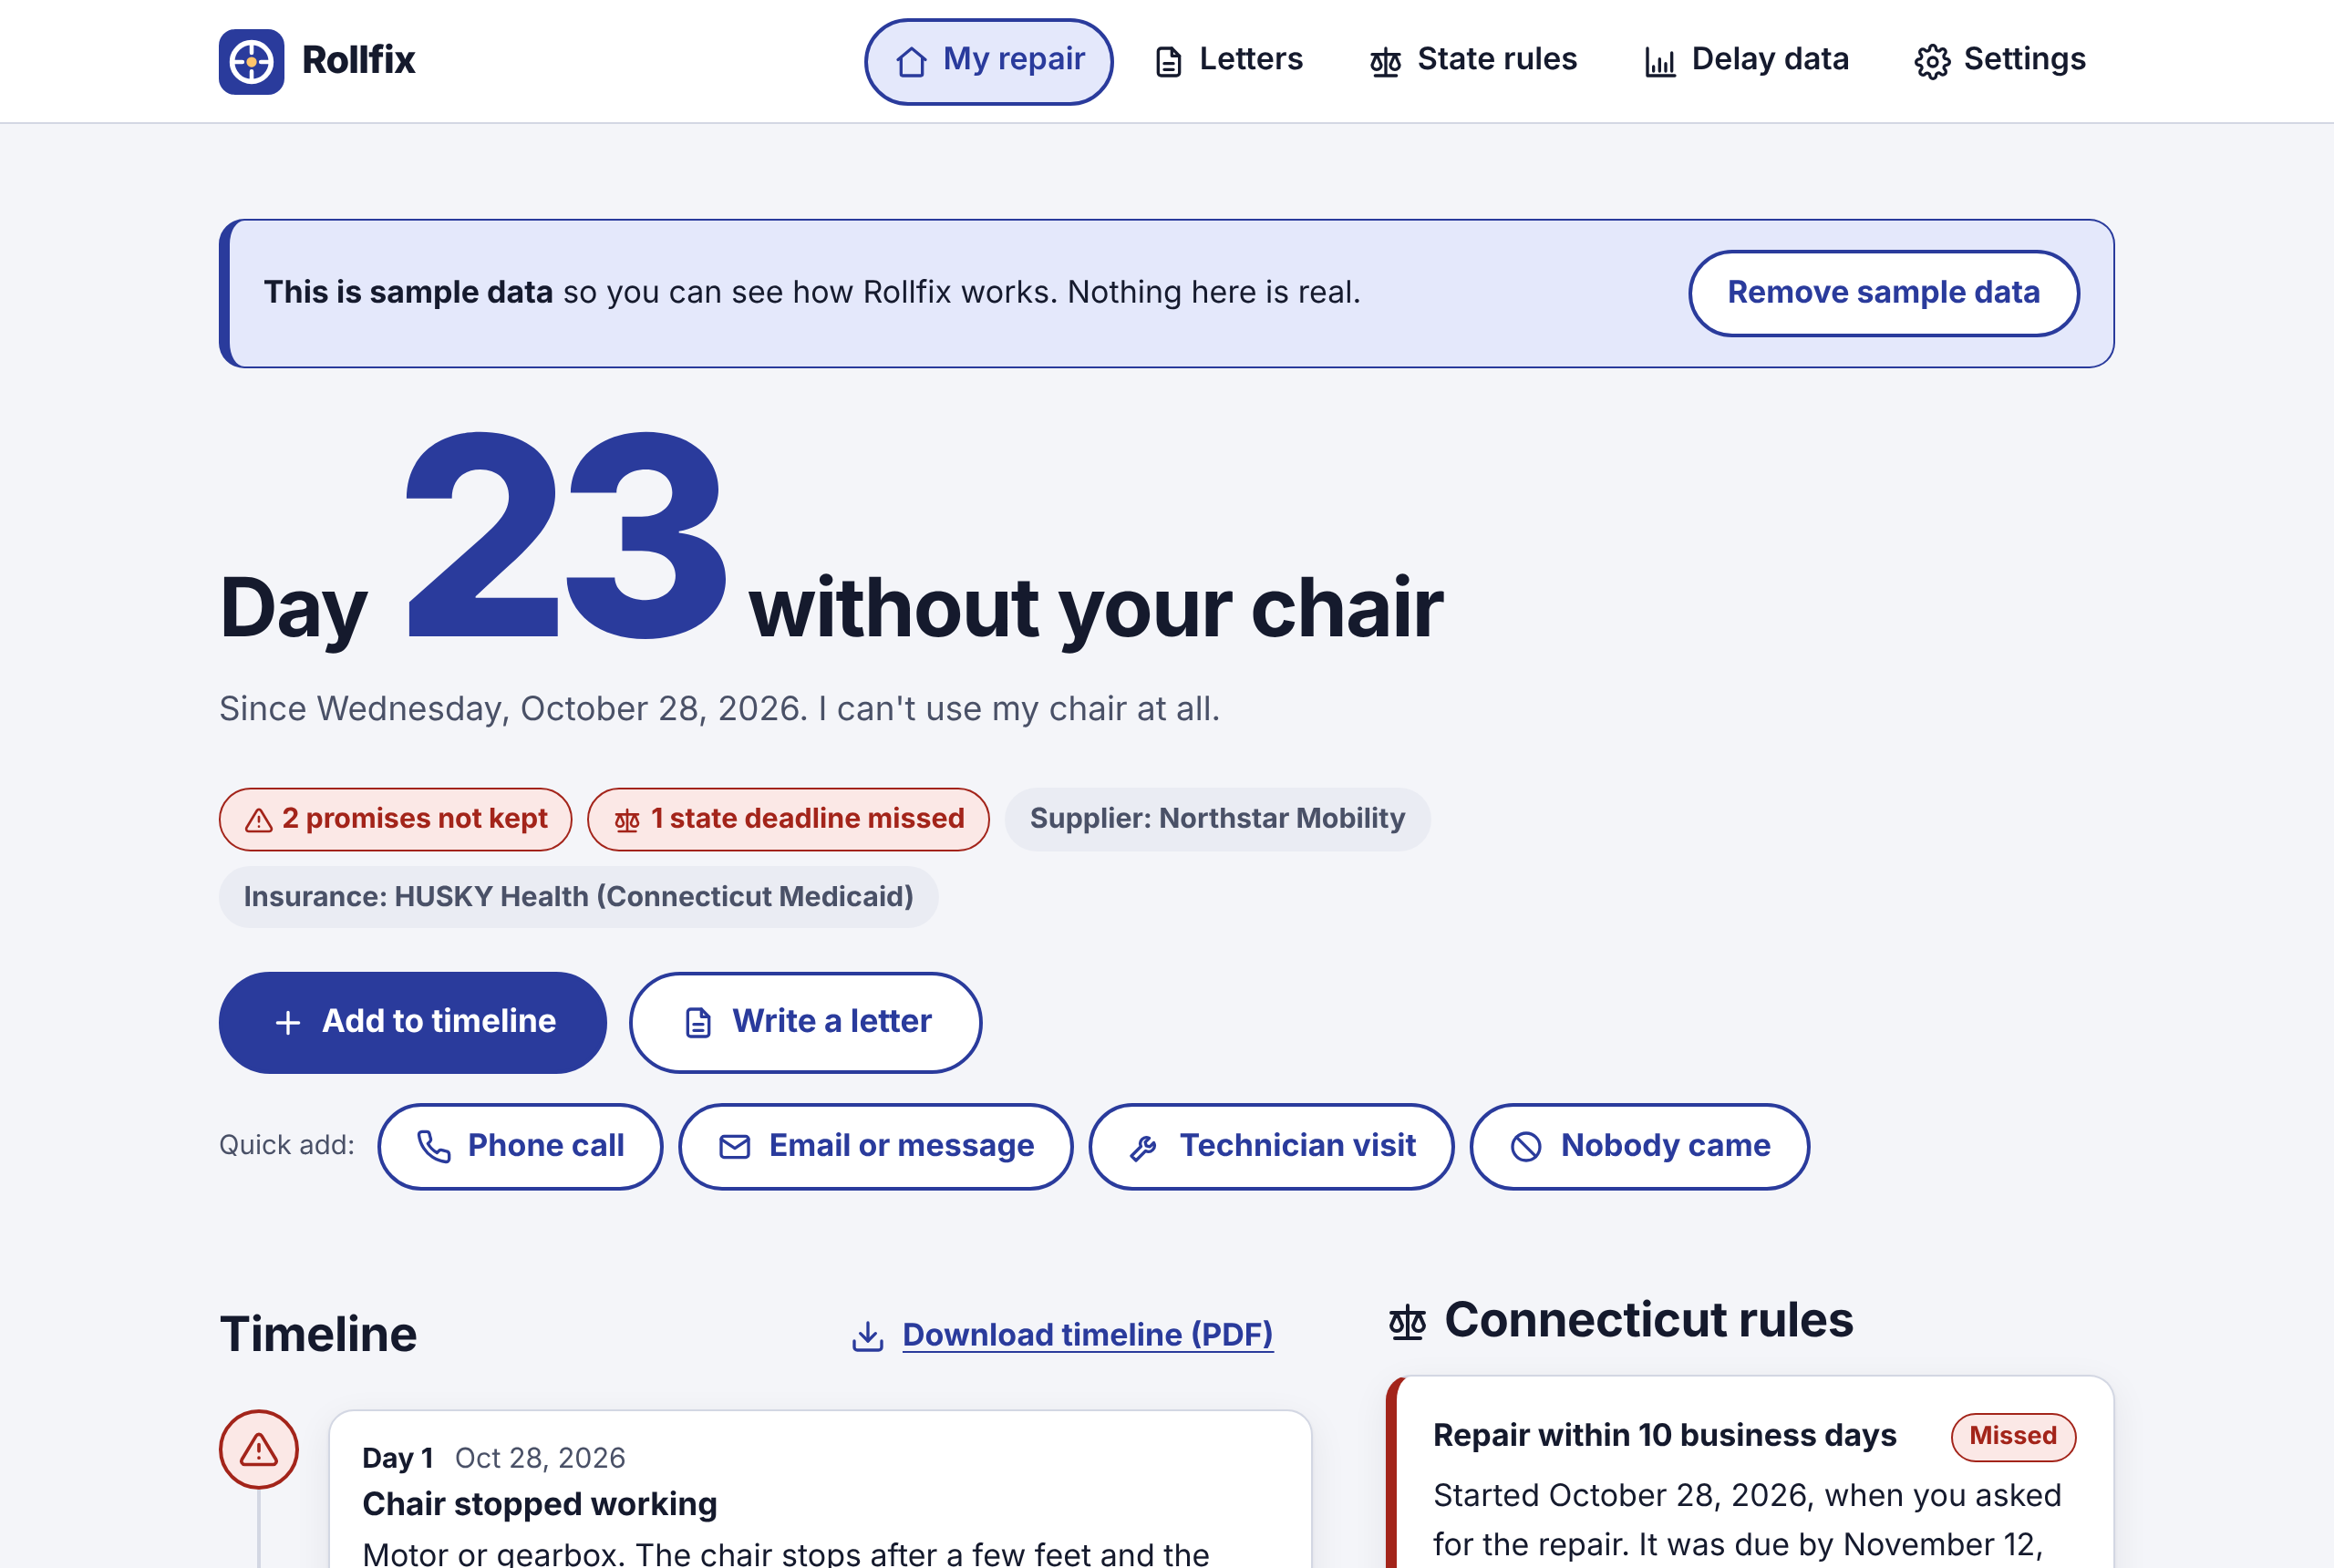 Rollfix
My repair
Letters
State rules
Delay data
Settings
This is sample data so you can see how Rollfix works. Nothing here is real.
Remove sample data
Day 23 without your chair
Since Wednesday, October 28, 2026. I can't use my chair at all.
2 promises not kept
1 state deadline missed
Supplier: Northstar Mobility
Insurance: HUSKY Health (Connecticut Medicaid)
Add to timeline
Write a letter
Quick add:
Phone call
Email or message
Technician visit
Nobody came
Timeline
Download timeline (PDF)
Day 1 Oct 28, 2026
Chair stopped working
Motor or gearbox. The chair stops after a few feet and the
Connecticut rules
Repair within 10 business days
Missed
Started October 28, 2026, when you asked
for the repair. It was due by November 12,